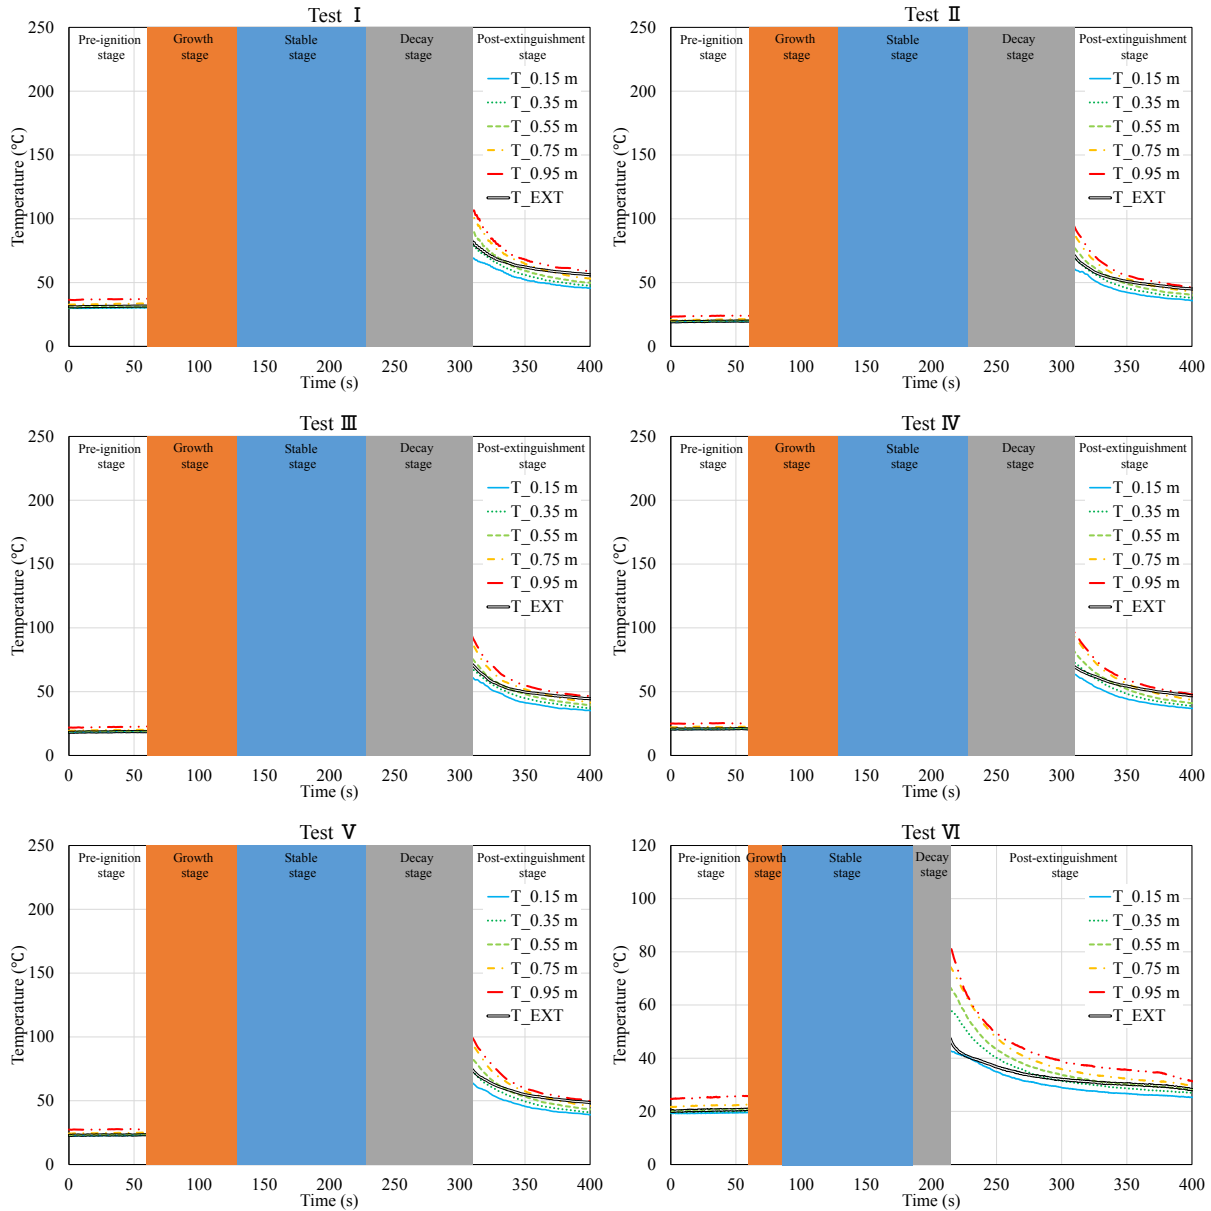 Test Ⅰ
250
200
150
100
50
0
Temperature (℃)
Pre-ignition
stage
Growth
stage
Stable
stage
Decay
stage
Post-extinguishment
stage
T_0.15 m
T_0.35 m
T_0.55 m
T_0.75 m
T_0.95 m
T_EXT
0 50 100 150 200 250 300 350 400
Time (s)
Test Ⅱ
250
200
150
100
50
0
Temperature (℃)
Pre-ignition
stage
Growth
stage
Stable
stage
Decay
stage
Post-extinguishment
stage
T_0.15 m
T_0.35 m
T_0.55 m
T_0.75 m
T_0.95 m
T_EXT
0 50 100 150 200 250 300 350 400
Time (s)
Test Ⅲ
250
200
150
100
50
0
Temperature (℃)
Pre-ignition
stage
Growth
stage
Stable
stage
Decay
stage
Post-extinguishment
stage
T_0.15 m
T_0.35 m
T_0.55 m
T_0.75 m
T_0.95 m
T_EXT
0 50 100 150 200 250 300 350 400
Time (s)
Test Ⅳ
250
200
150
100
50
0
Temperature (℃)
Pre-ignition
stage
Growth
stage
Stable
stage
Decay
stage
Post-extinguishment
stage
T_0.15 m
T_0.35 m
T_0.55 m
T_0.75 m
T_0.95 m
T_EXT
0 50 100 150 200 250 300 350 400
Time (s)
Test Ⅴ
250
200
150
100
50
0
Temperature (℃)
Pre-ignition
stage
Growth
stage
Stable
stage
Decay
stage
Post-extinguishment
stage
T_0.15 m
T_0.35 m
T_0.55 m
T_0.75 m
T_0.95 m
T_EXT
0 50 100 150 200 250 300 350 400
Time (s)
Test Ⅵ
120
100
80
60
40
20
0
Temperature (℃)
Pre-ignition
stage
Growth
stage
Stable
stage
Decay
stage
Post-extinguishment
stage
T_0.15 m
T_0.35 m
T_0.55 m
T_0.75 m
T_0.95 m
T_EXT
0 50 100 150 200 250 300 350 400
Time (s)